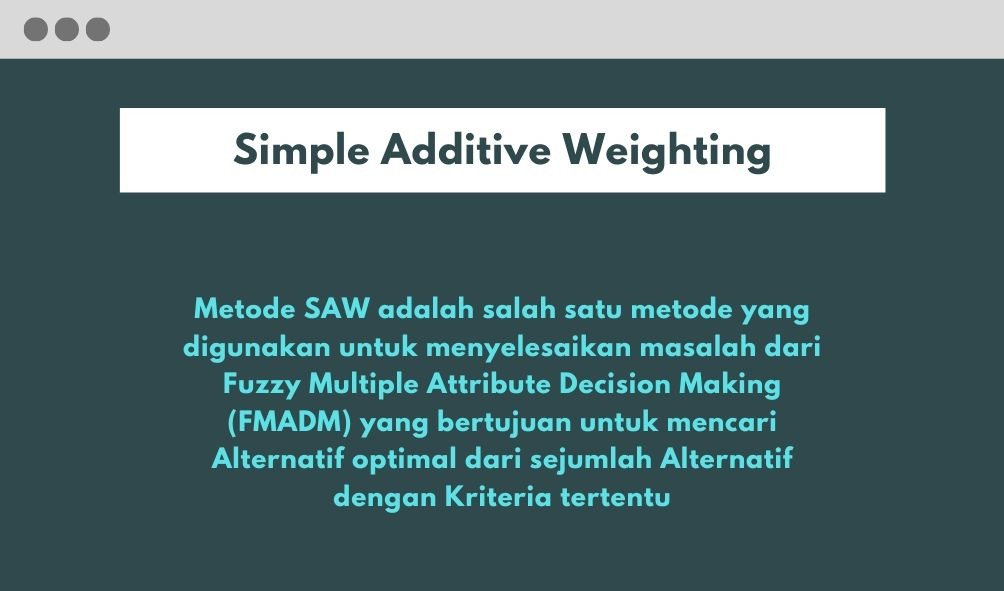 Simple Additive Weighting
Metode SAW adalah salah satu metode yang
digunakan untuk menyelesaikan masalah dari
Fuzzy Multiple Attribute Decision Making
(FMADM) yang bertujuan untuk mencari
Alternatif optimal dari sejumlah Alternatif
dengan Kriteria tertentu